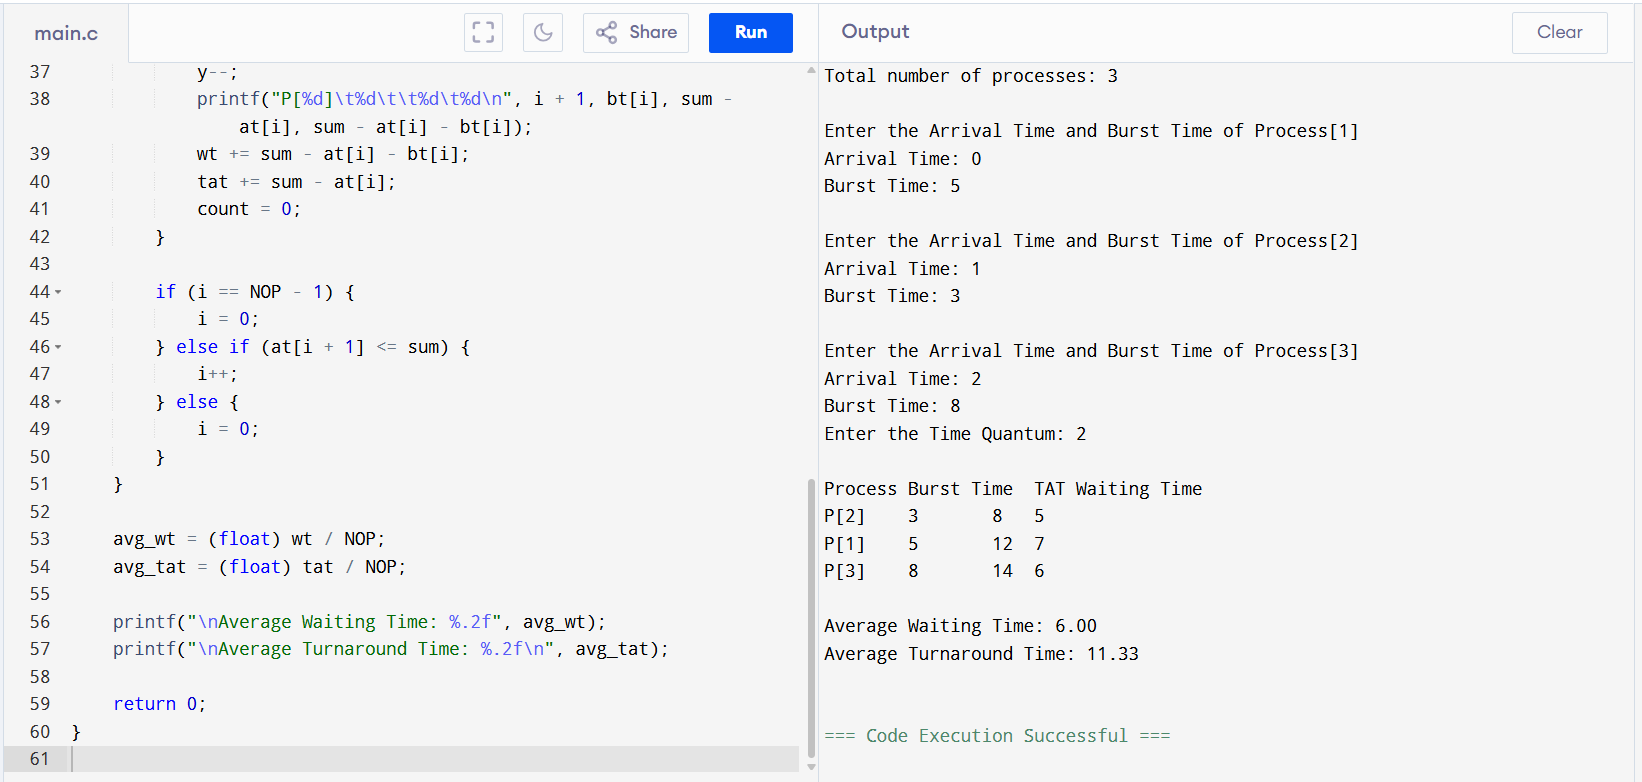 main.c
Share
Run
37 y--;
38 printf("P[%d]\t%d\t\t%d\t%d\n", i + 1, bt[i], sum -
at[i], sum - at[i] - bt[i]);
39 wt += sum - at[i] - bt[i];
40 tat += sum - at[i];
41 count = 0;
42 }
43
44 if (i == NOP - 1) {
45 i = 0;
46 } else if (at[i + 1] <= sum) {
47 i++;
48 } else {
49 i = 0;
50 }
51 }
52
53 avg_wt = (float) wt / NOP;
54 avg_tat = (float) tat / NOP;
55
56 printf("\nAverage Waiting Time: %.2f", avg_wt);
57 printf("\nAverage Turnaround Time: %.2f\n", avg_tat);
58
59 return 0;
60 }
61
Output
Clear
Total number of processes: 3
Enter the Arrival Time and Burst Time of Process[1]
Arrival Time: 0
Burst Time: 5
Enter the Arrival Time and Burst Time of Process[2]
Arrival Time: 1
Burst Time: 3
Enter the Arrival Time and Burst Time of Process[3]
Arrival Time: 2
Burst Time: 8
Enter the Time Quantum: 2
Process Burst Time TAT Waiting Time
P[2] 3 8 5
P[1] 5 12 7
P[3] 8 14 6
Average Waiting Time: 6.00
Average Turnaround Time: 11.33
=== Code Execution Successful ===